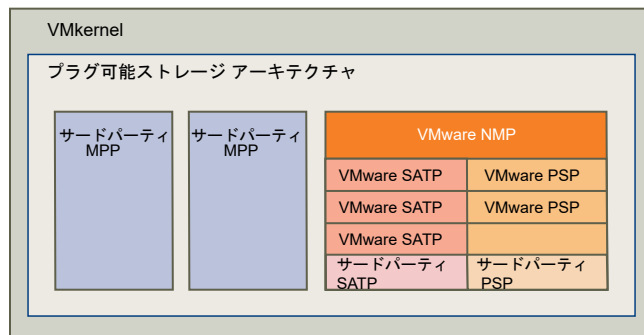 VMkernel
プラグ可能ストレージ アーキテクチャ
サードパーティ
MPP
サードパーティ
MPP
VMware NMP
VMware SATP
VMware PSP
VMware SATP
VMware PSP
VMware SATP
サードパーティ
SATP
サードパーティ
PSP